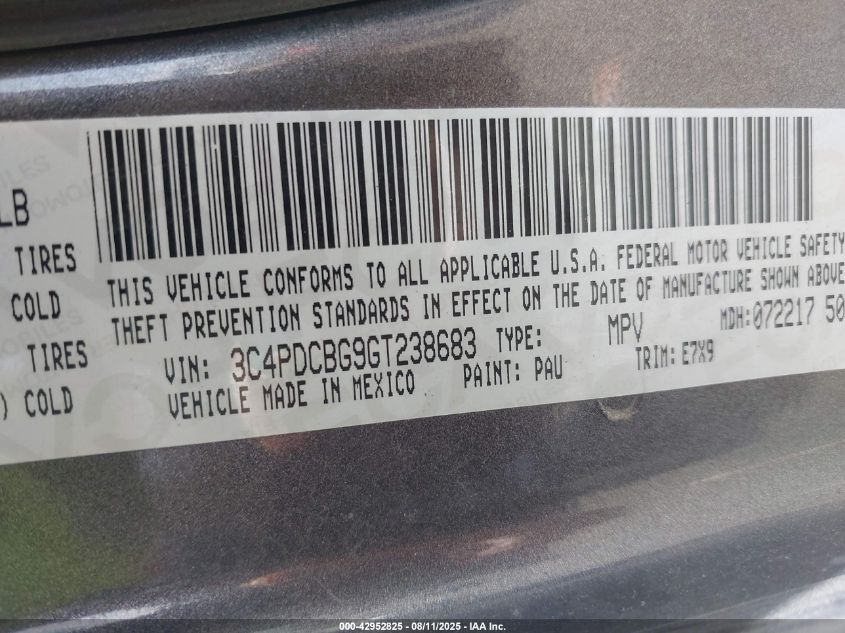 LB
TIRES
COLD
TIRES
) COLD
THIS VEHICLE CONFORMS TO ALL APPLICABLE U.S.A. FEDERAL MOTOR VEHICLE SAFETY
THEFT PREVENTION STANDARDS IN EFFECT ON THE DATE OF MANUFACTURE SHOWN ABOVE
VIN: 3C4PDCBG9GT238683 TYPE: MPV MDH:072217 50
VEHICLE MADE IN MEXICO PAINT: PAU TRIM: E7X9
000-42952825 - 08/11/2025 - IAA Inc.